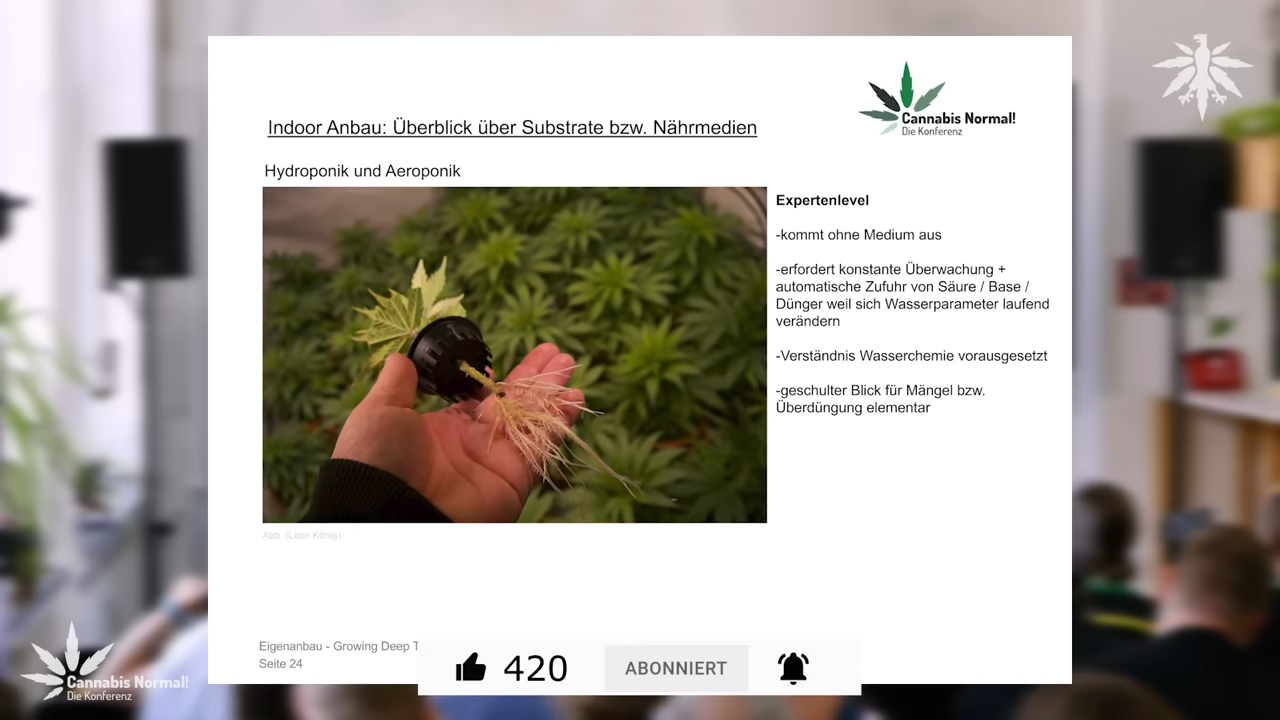 Cannabis Normal!
Die Konferenz
Indoor Anbau: Überblick über Substrate bzw. Nährmedien
Hydroponik und Aeroponik
Expertenlevel
-kommt ohne Medium aus
-erfordert konstante Überwachung +
automatische Zufuhr von Säure / Base /
Dünger weil sich Wasserparameter laufend
verändern
-Verständnis Wasserchemie vorausgesetzt
-geschulter Blick für Mängel bzw.
Überdüngung elementar
Abb. (Leon König)
Eigenanbau - Growing Deep T
Seite 24
420
ABONNIERT
Cannabis Normal!
Die Konferenz